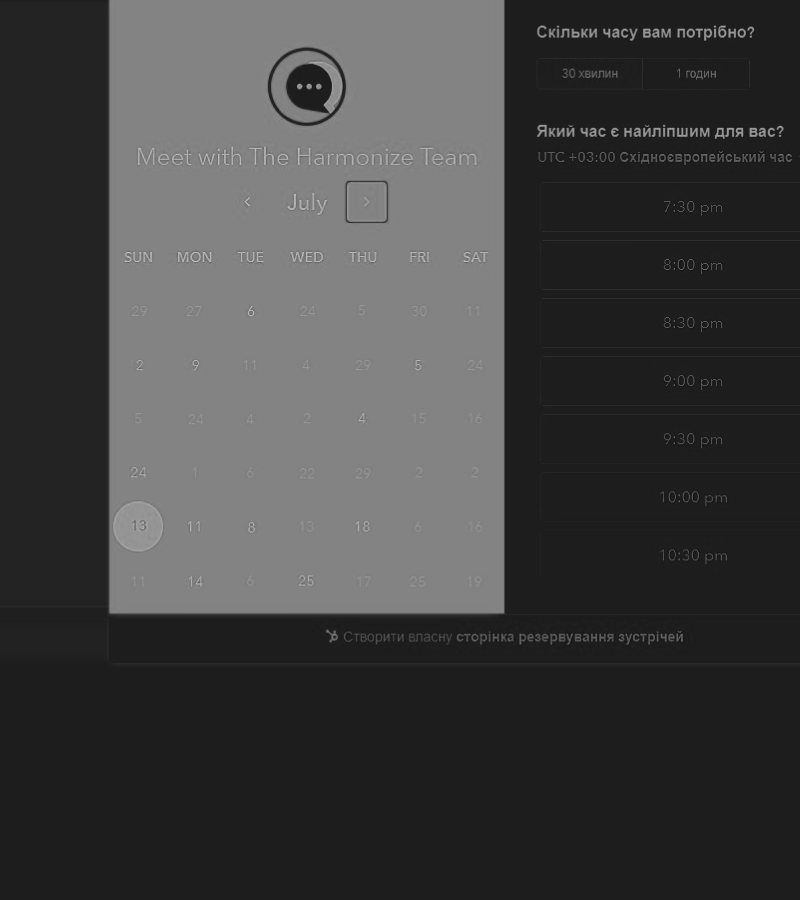 Meet with The Harmonize Team
July
SUN MON TUE WED THU FRI SAT
29 27 6 24 5 30 11
2 9 11 4 29 5 24
5 24 4 2 4 15 16
24 1 6 22 29 2 2
13 11 8 13 18 6 16
11 14 6 25 17 25 19
Скільки часу вам потрібно?
30 хвилин 1 годин
Який час є найліпшим для вас?
UTC +03:00 Східноєвропейський час
7:30 pm
8:00 pm
8:30 pm
9:00 pm
9:30 pm
10:00 pm
10:30 pm
Створити власну сторінка резервування зустрічей